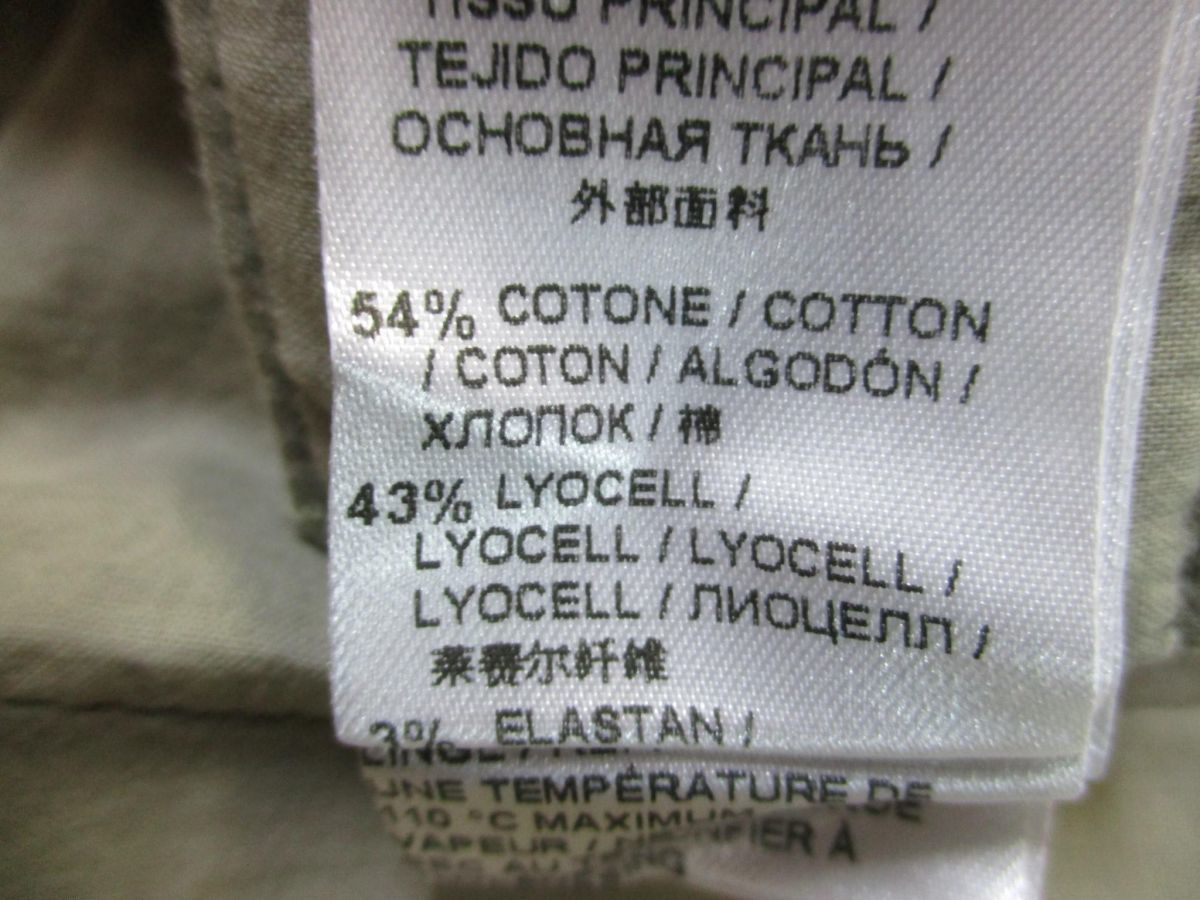 TISSU PRINCIPAL /
TEJIDO PRINCIPAL /
ОСНОВНАЯ ТКАНЬ /
外部面料
54% COTONE / COTTON
/ COTON / ALGODÓN /
ХЛОПОК / 棉
43% LYOCELL /
LYOCELL / LYOCELL /
LYOCELL / ЛИОЦЕЛЛ /
莱赛尔纤维
3% ELASTAN /
UNE TEMPÉRATURE DE
110 °C MAXIMUM
VAPEUR /
À